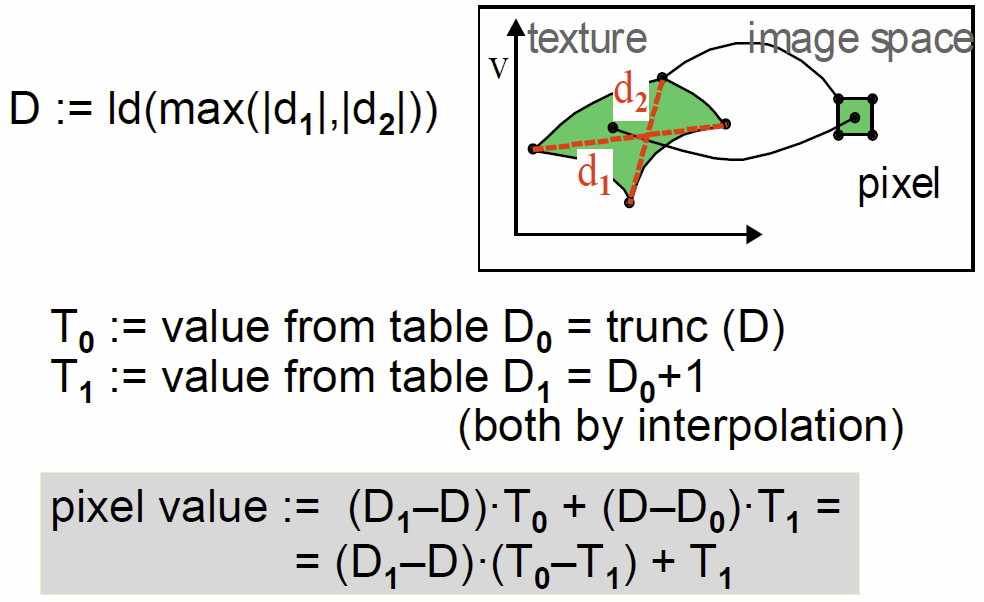 texture image space
V
D := ld(max(|d₁|,|d₂|))
d₂
d₁
pixel
T₀ := value from table D₀ = trunc (D)
T₁ := value from table D₁ = D₀+1
(both by interpolation)
pixel value := (D₁–D)·T₀ + (D–D₀)·T₁ =
= (D₁–D)·(T₀–T₁) + T₁